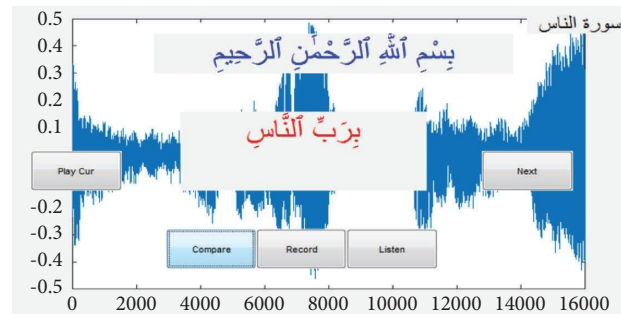 0.5
سورة الناس
0.4
بِسْمِ ٱللَّهِ ٱلرَّحْمَٰنِ ٱلرَّحِيمِ
0.3
0.2
0.1
بِرَبِّ ٱلنَّاسِ
Play Cur
Next
-0.2
-0.3
Compare Record Listen
-0.4
-0.5
0 2000 4000 6000 8000 10000 12000 14000 16000